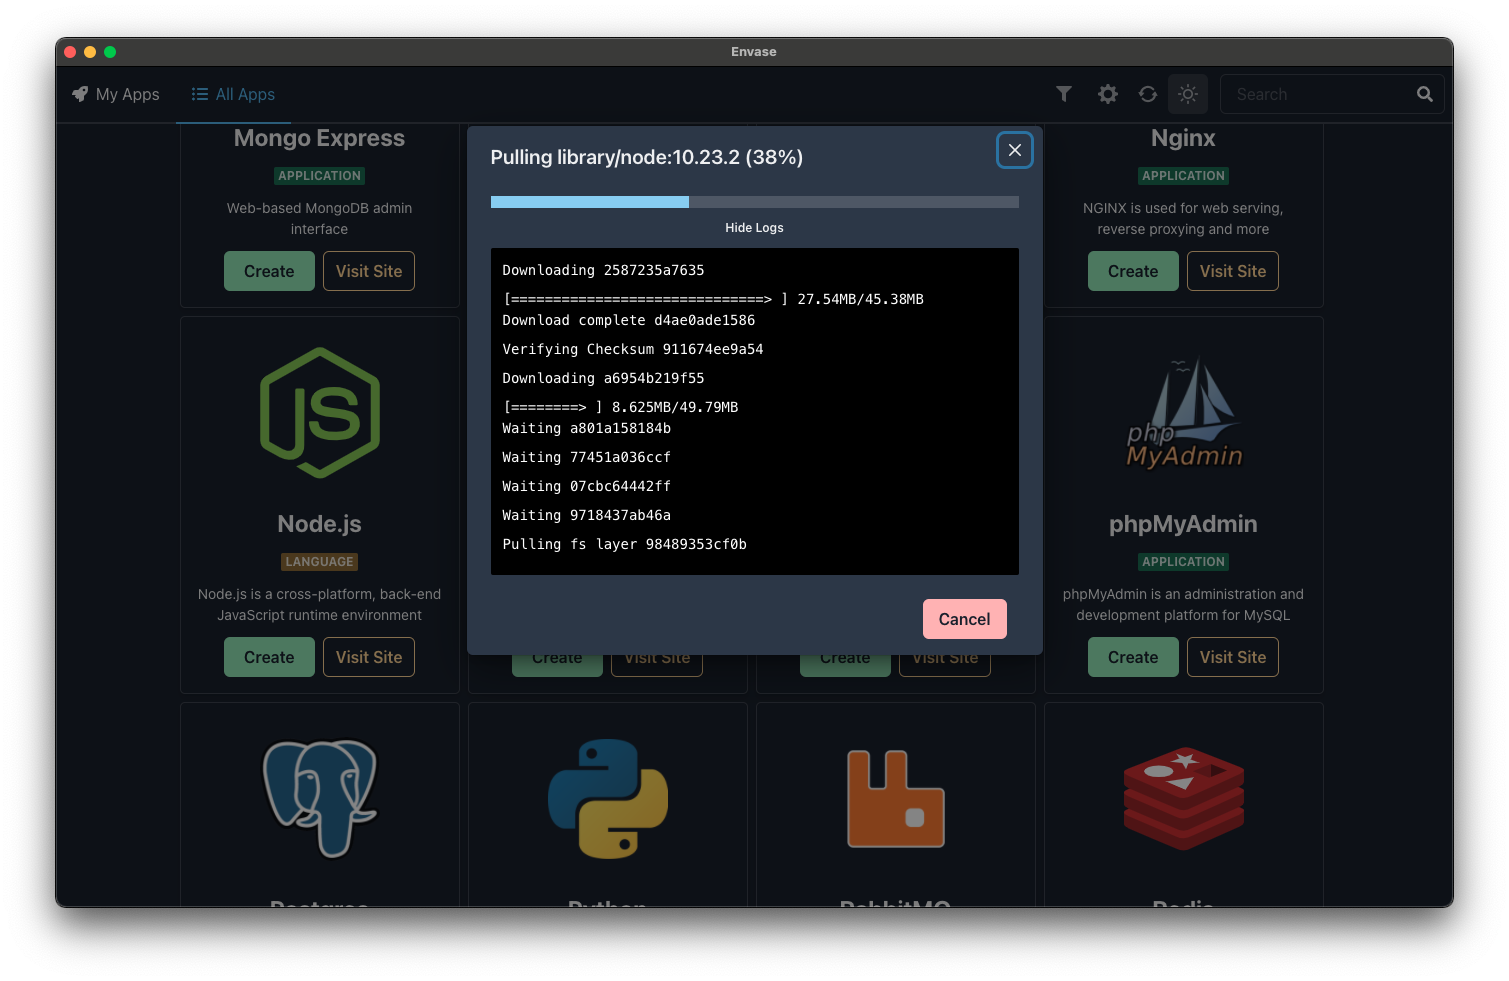 Envase
My Apps
All Apps
Search
Mongo Express
APPLICATION
Web-based MongoDB admin
interface
Create
Visit Site
Nginx
APPLICATION
NGINX is used for web serving,
reverse proxying and more
Create
Visit Site
Pulling library/node:10.23.2 (38%)
Hide Logs
Downloading 2587235a7635
[==============================> ] 27.54MB/45.38MB
Download complete d4ae0ade1586
Verifying Checksum 911674ee9a54
Downloading a6954b219f55
[========> ] 8.625MB/49.79MB
Waiting a801a158184b
Waiting 77451a036ccf
Waiting 07cbc64442ff
Waiting 9718437ab46a
Pulling fs layer 98489353cf0b
Cancel
JS
Node.js
LANGUAGE
Node.js is a cross-platform, back-end
JavaScript runtime environment
Create
Visit Site
Create
Visit Site
Create
Visit Site
php
MyAdmin
phpMyAdmin
APPLICATION
phpMyAdmin is an administration and
development platform for MySQL
Create
Visit Site
Postgres
Python
RabbitMQ
Redis